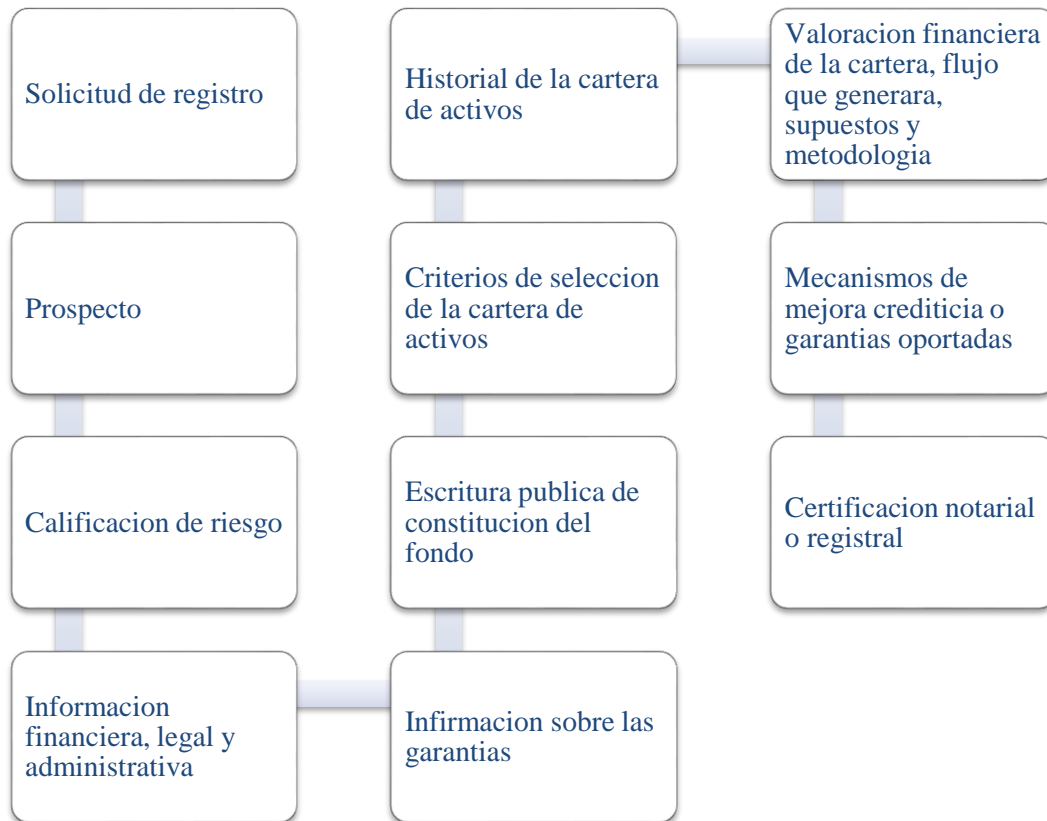 Solicitud de registro
Prospecto
Calificacion de riesgo
Informacion
financiera, legal y
administrativa
Infirmacion sobre las
garantias
Escritura publica de
constitucion del
fondo
Criterios de seleccion
de la cartera de
activos
Historial de la cartera
de activos
Valoracion financiera
de la cartera, flujo
que generara,
supuestos y
metodologia
Mecanismos de
mejora crediticia o
garantias oportadas
Certificacion notarial
o registral